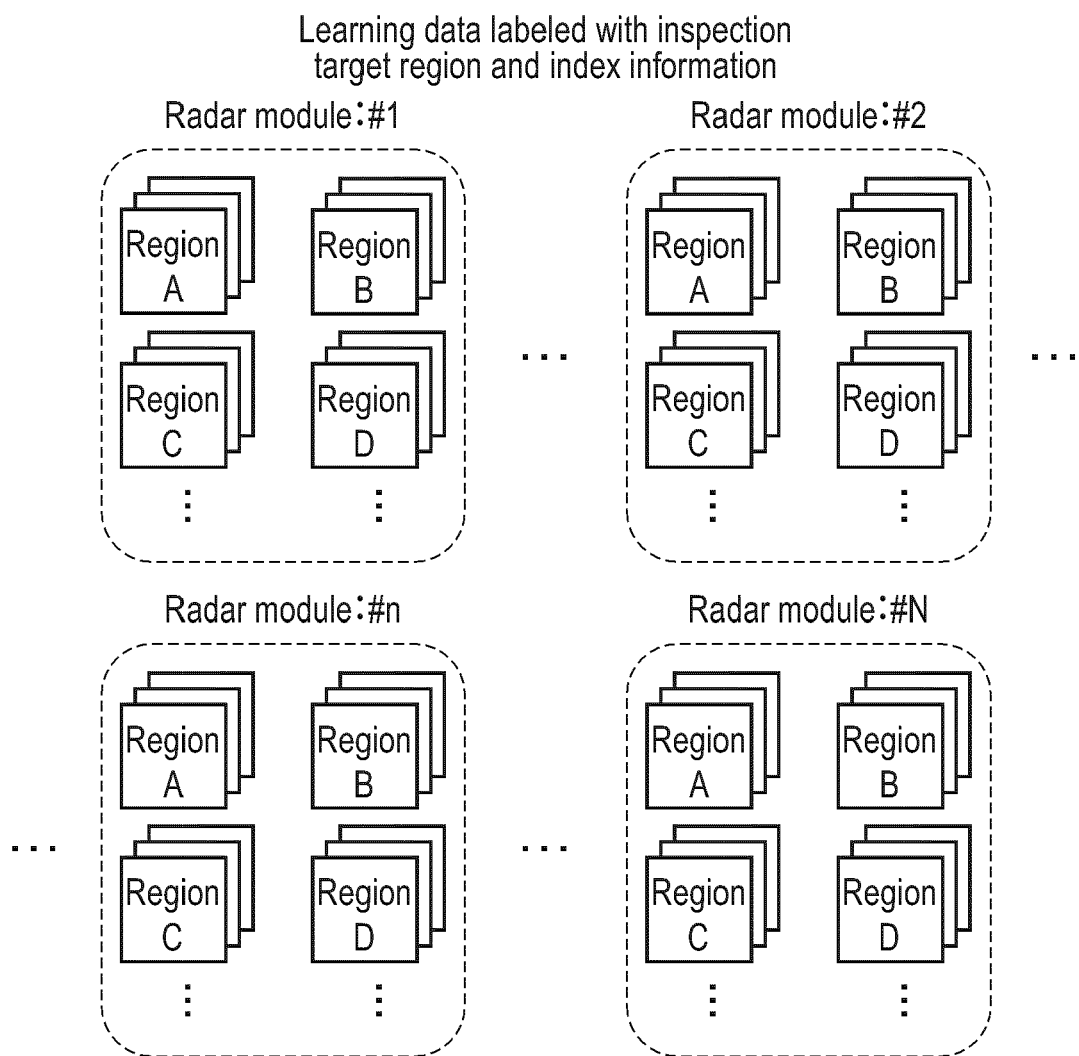 Learning data labeled with inspection
target region and index information
Radar module:#1
Radar module:#2
Region
A
Region
B
Region
A
Region
B
...
...
Region
C
Region
D
Region
C
Region
D
⋮
⋮
⋮
⋮
Radar module:#n
Radar module:#N
Region
A
Region
B
Region
A
Region
B
...
...
Region
C
Region
D
Region
C
Region
D
⋮
⋮
⋮
⋮